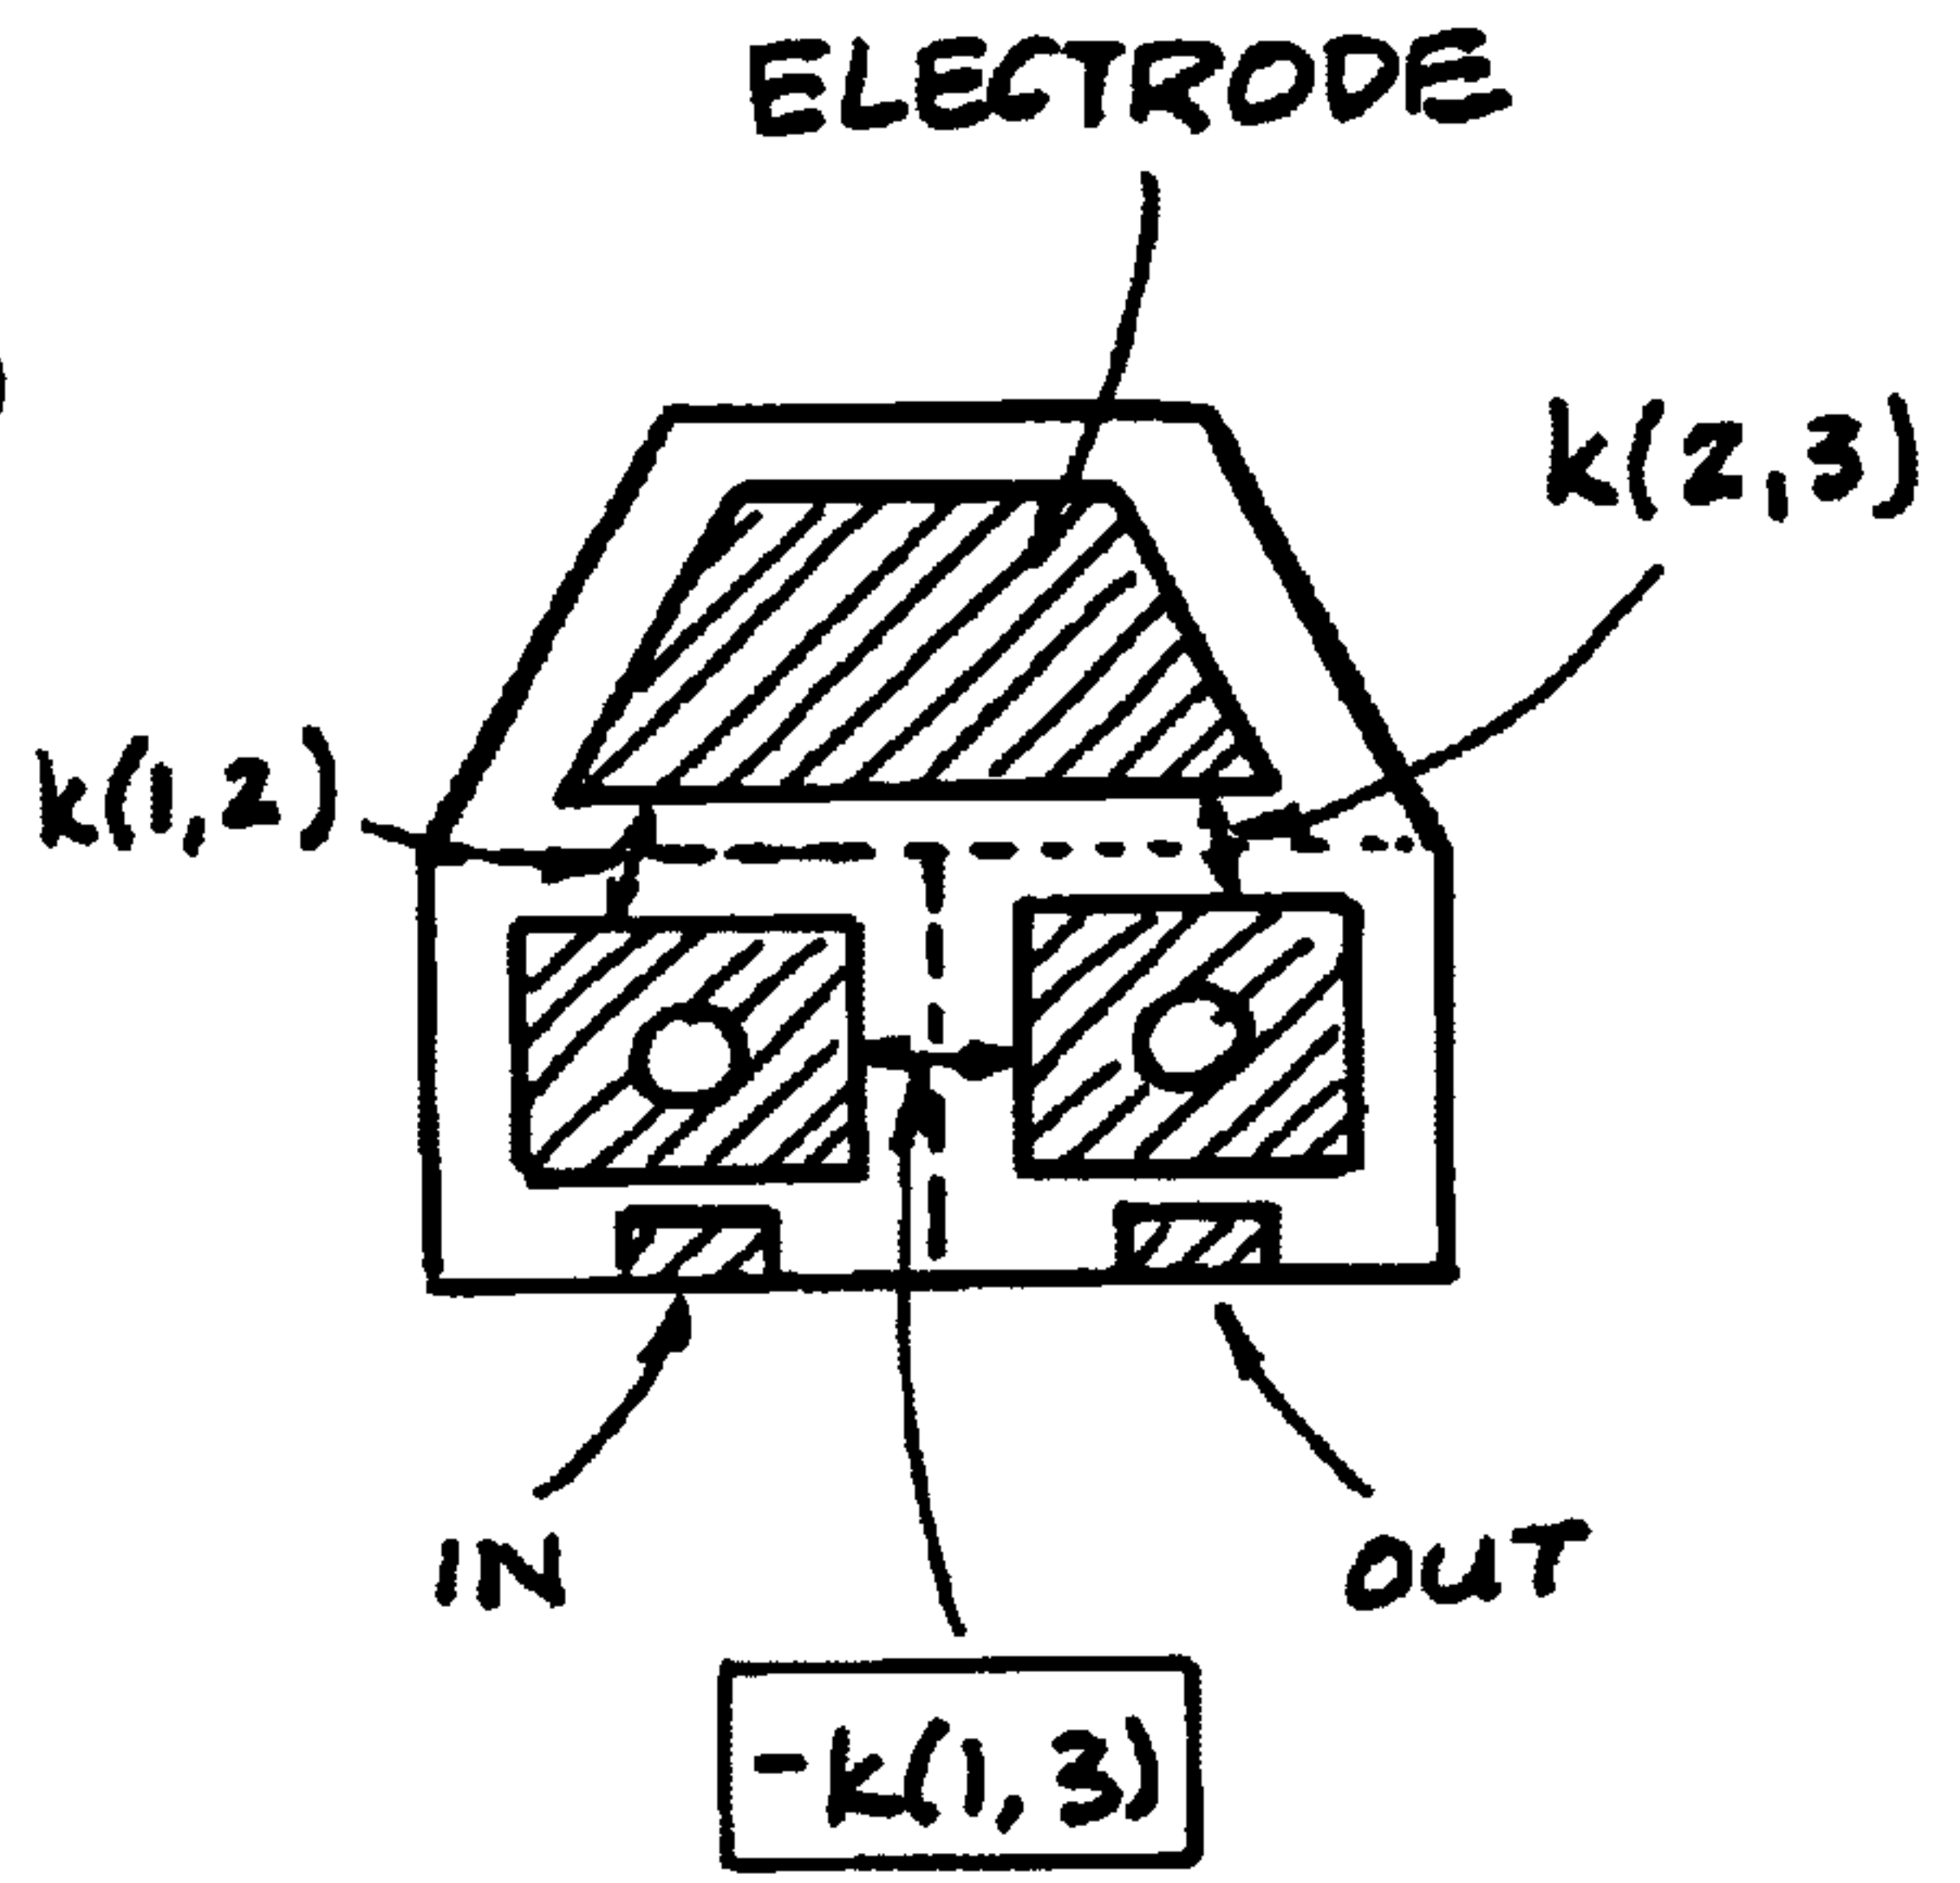 ELECTRODE
k(2,3)
k(1,2)
IN
OUT
-k(1,3)